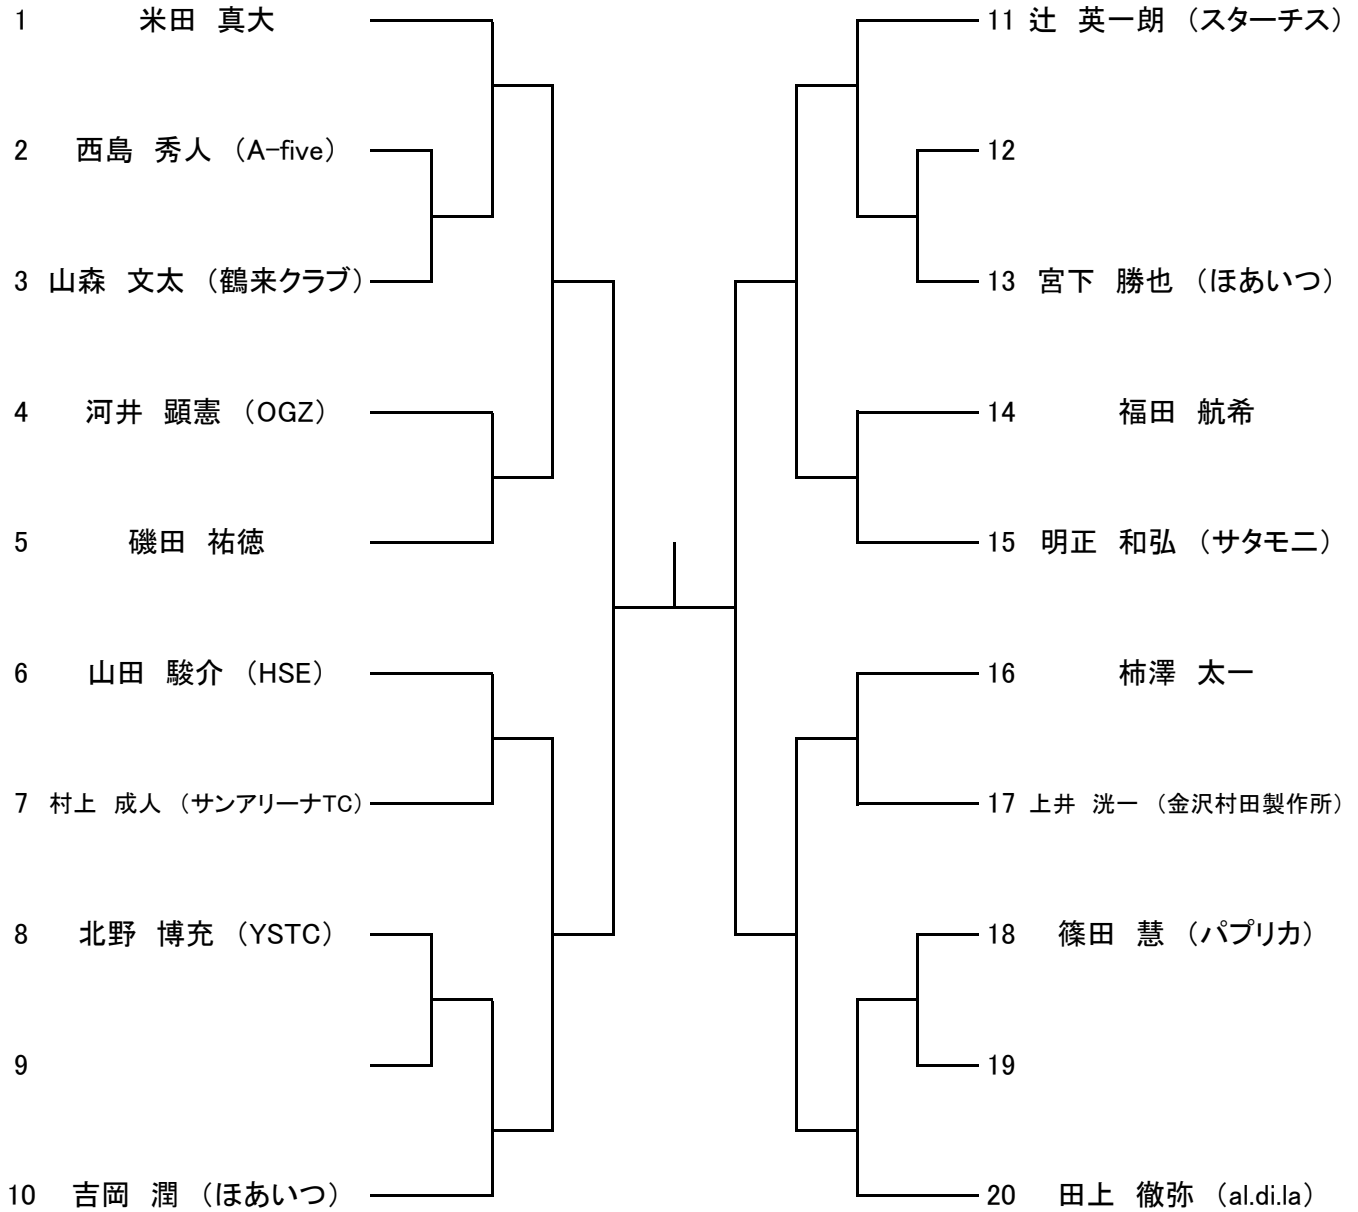 1 米田 真大
2 西島 秀人 (A-five)
3 山森 文太 (鶴来クラブ)
4 河井 顕憲 (OGZ)
5 磯田 祐徳
6 山田 駿介 (HSE)
7 村上 成人 (サンアリーナTC)
8 北野 博充 (YSTC)
9
10 吉岡 潤 (ほあいつ)
11 辻 英一朗 (スターチス)
12
13 宮下 勝也 (ほあいつ)
14 福田 航希
15 明正 和弘 (サタモニ)
16 柿澤 太一
17 上井 洸一 (金沢村田製作所)
18 篠田 慧 (パプリカ)
19
20 田上 徹弥 (al.di.la)